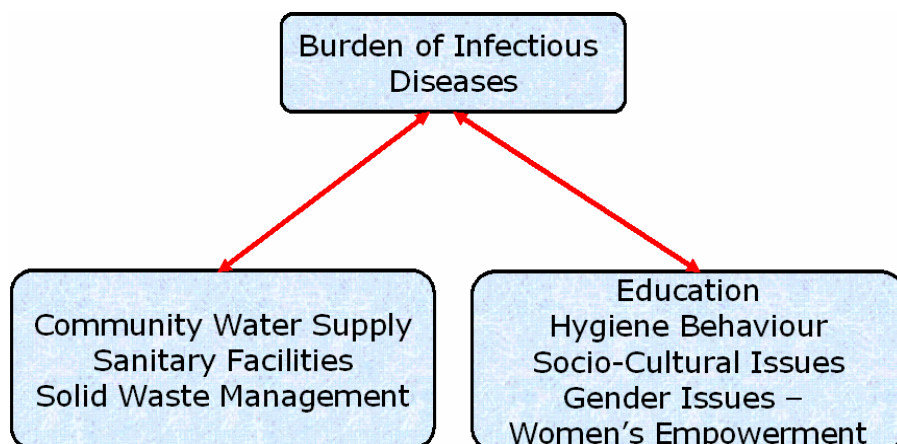 Burden of Infectious
Diseases
Community Water Supply
Sanitary Facilities
Solid Waste Management
Education
Hygiene Behaviour
Socio-Cultural Issues
Gender Issues –
Women's Empowerment